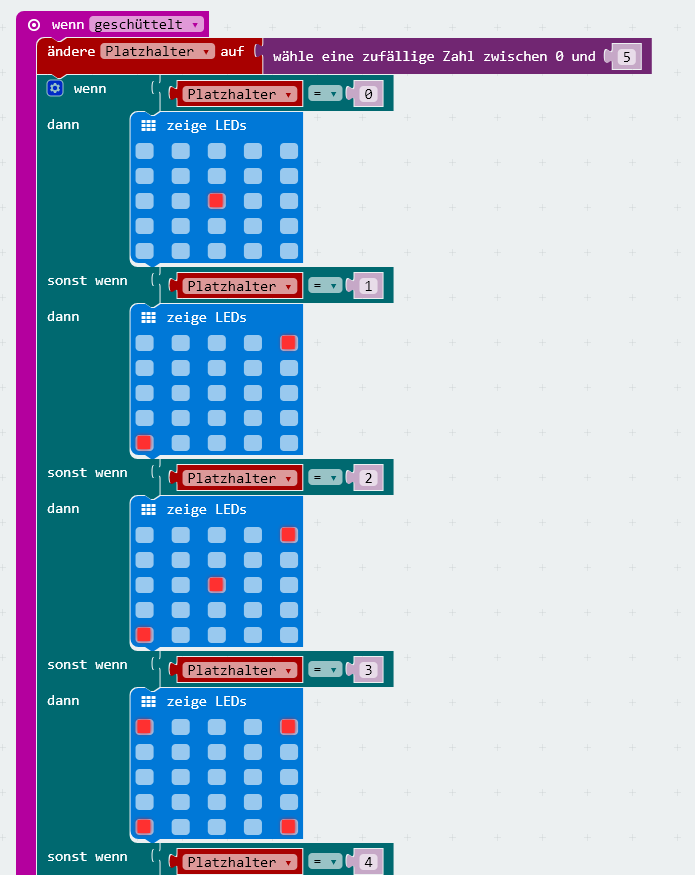 wenn geschüttelt
ändere Platzhalter auf wähle eine zufällige Zahl zwischen 0 und 5
wenn Platzhalter = 0
dann zeige LEDs
sonst wenn Platzhalter = 1
dann zeige LEDs
sonst wenn Platzhalter = 2
dann zeige LEDs
sonst wenn Platzhalter = 3
dann zeige LEDs
sonst wenn Platzhalter = 4